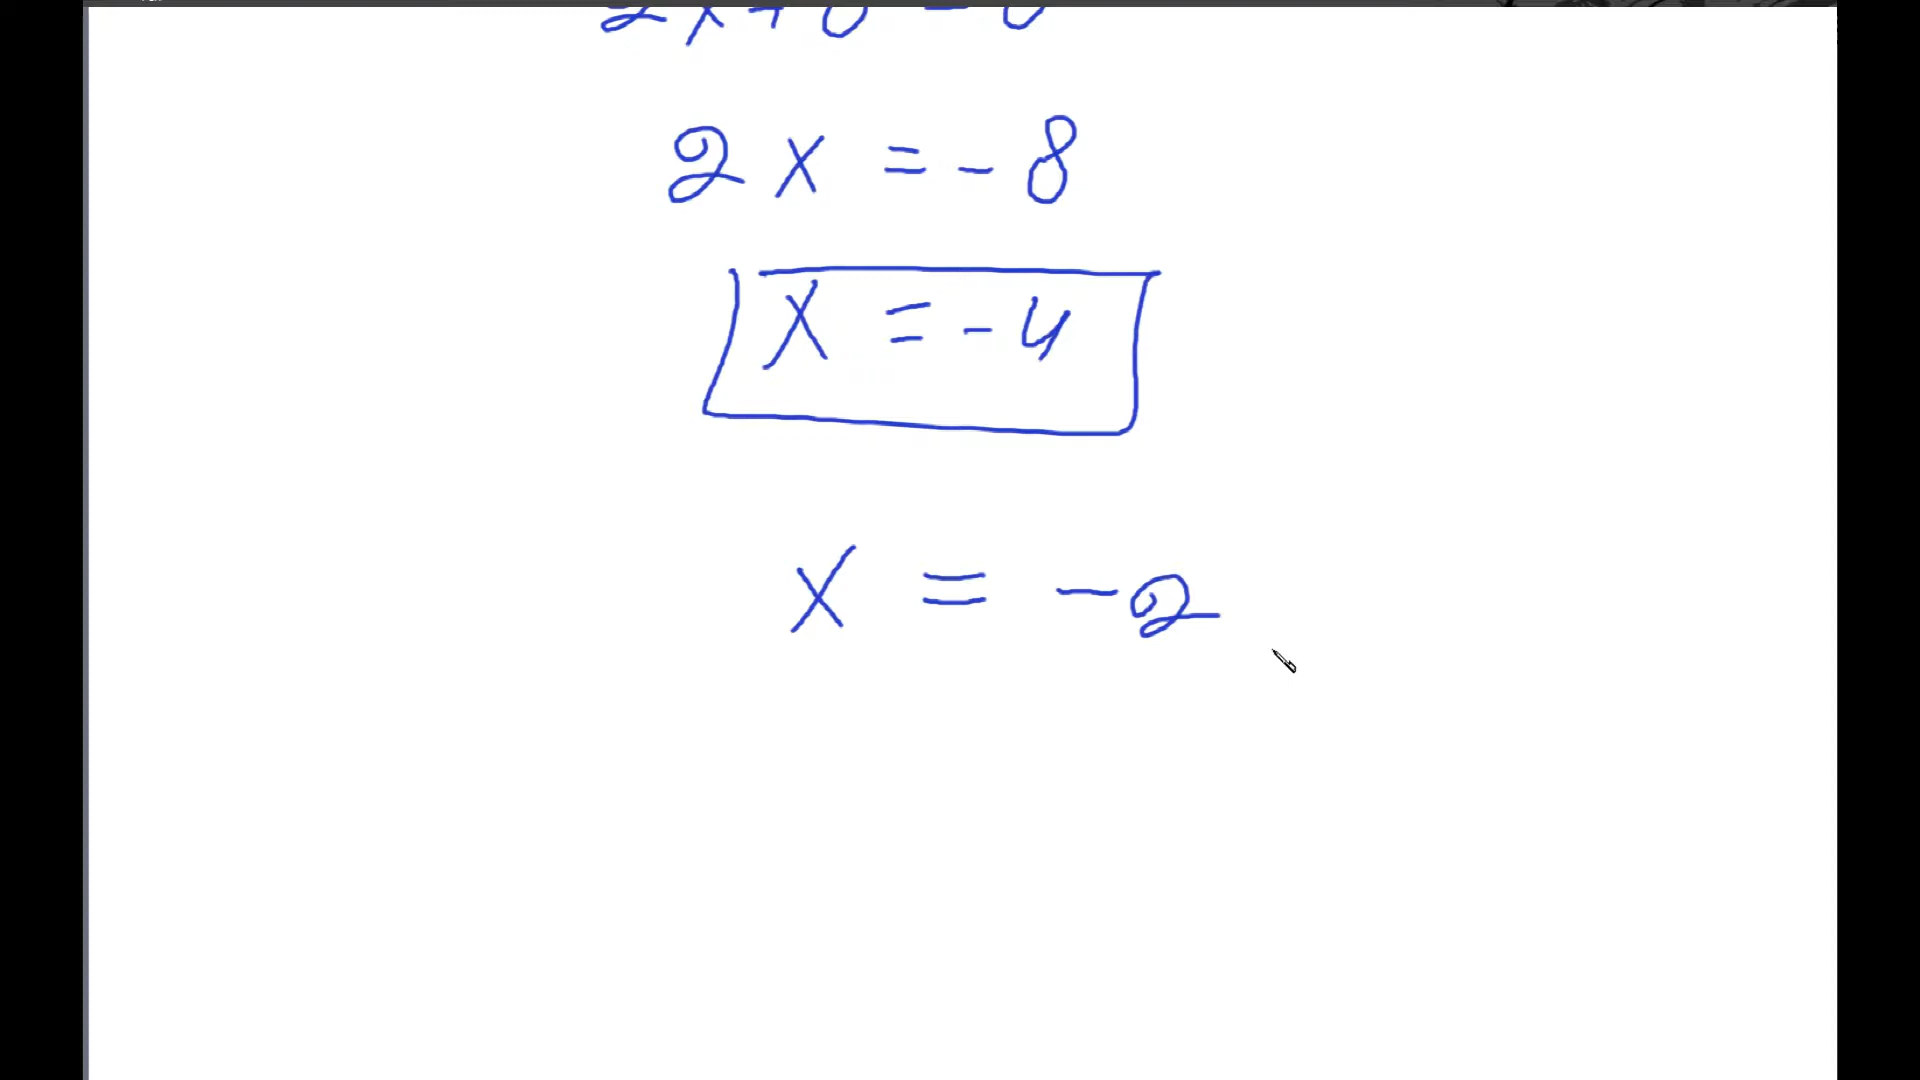 2x = - 8
x = - 4
x = - 2